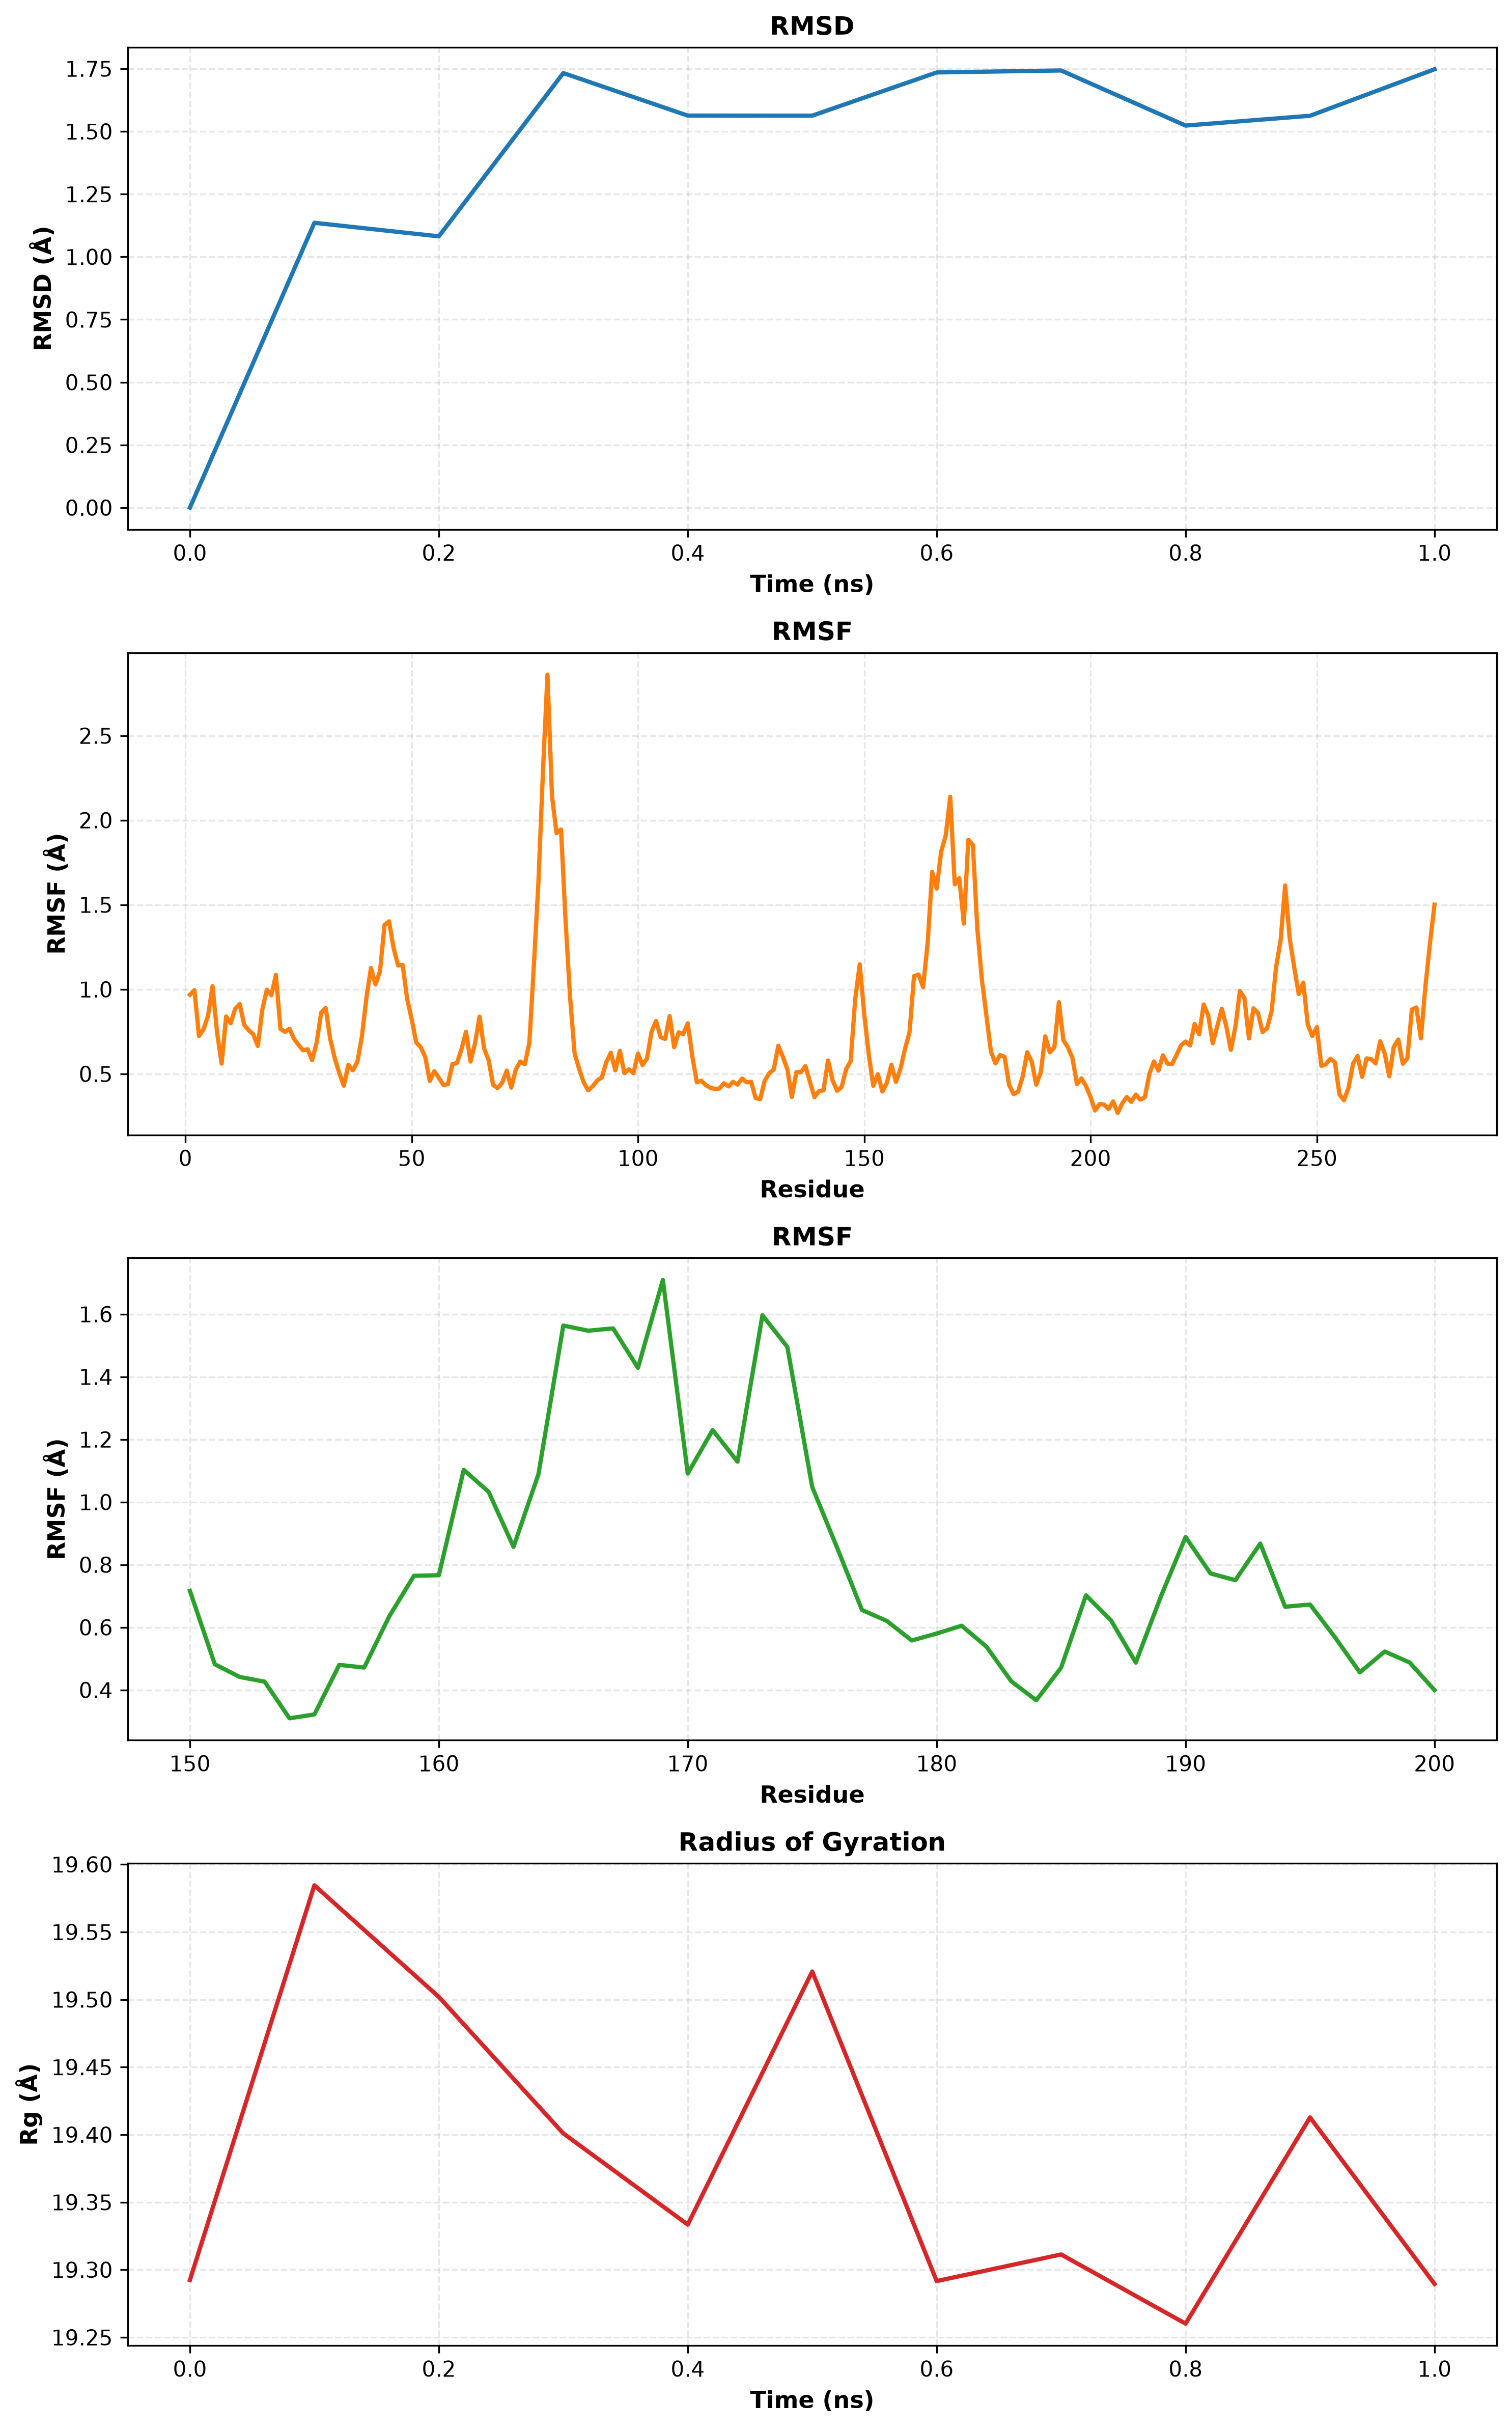 RMSD
1.75
1.50
1.25
1.00
0.75
0.50
0.25
0.00
RMSD (Å)
0.0 0.2 0.4 0.6 0.8 1.0
Time (ns)
RMSF
2.5
2.0
1.5
1.0
0.5
RMSF (Å)
0 50 100 150 200 250
Residue
RMSF
1.6
1.4
1.2
1.0
0.8
0.6
0.4
RMSF (Å)
150 160 170 180 190 200
Residue
Radius of Gyration
19.60
19.55
19.50
19.45
19.40
19.35
19.30
19.25
Rg (Å)
0.0 0.2 0.4 0.6 0.8 1.0
Time (ns)